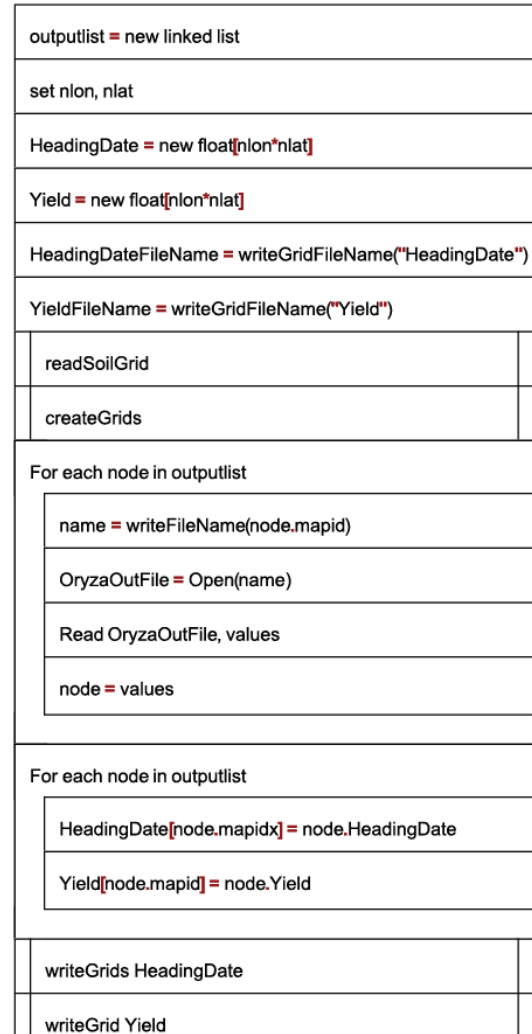 outputlist = new linked list
set nlon, nlat
HeadingDate = new float[nlon*nlat]
Yield = new float[nlon*nlat]
HeadingDateFileName = writeGridFileName("HeadingDate")
YieldFileName = writeGridFileName("Yield")
readSoilGrid
createGrids
For each node in outputlist
name = writeFileName(node.mapid)
OryzaOutFile = Open(name)
Read OryzaOutFile, values
node = values
For each node in outputlist
HeadingDate[node.mapidx] = node.HeadingDate
Yield[node.mapid] = node.Yield
writeGrids HeadingDate
writeGrid Yield